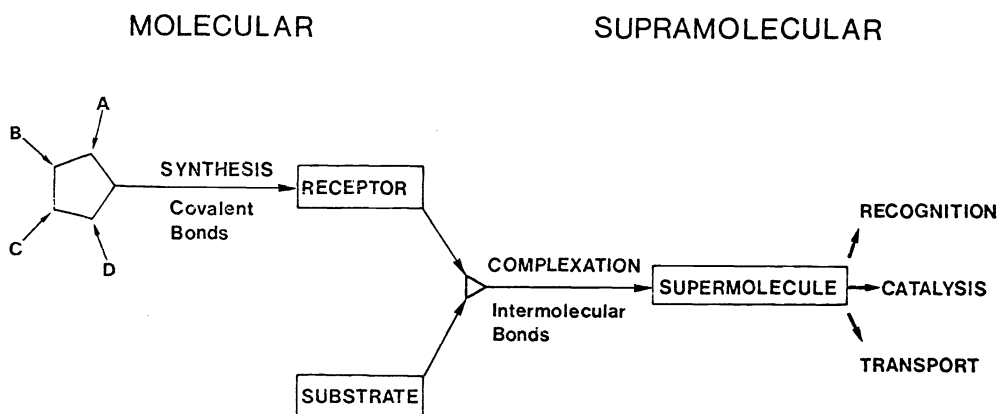 MOLECULAR
SUPRAMOLECULAR
A
B
C
D
SYNTHESIS
Covalent
Bonds
RECEPTOR
SUBSTRATE
COMPLEXATION
Intermolecular
Bonds
SUPERMOLECULE
RECOGNITION
CATALYSIS
TRANSPORT